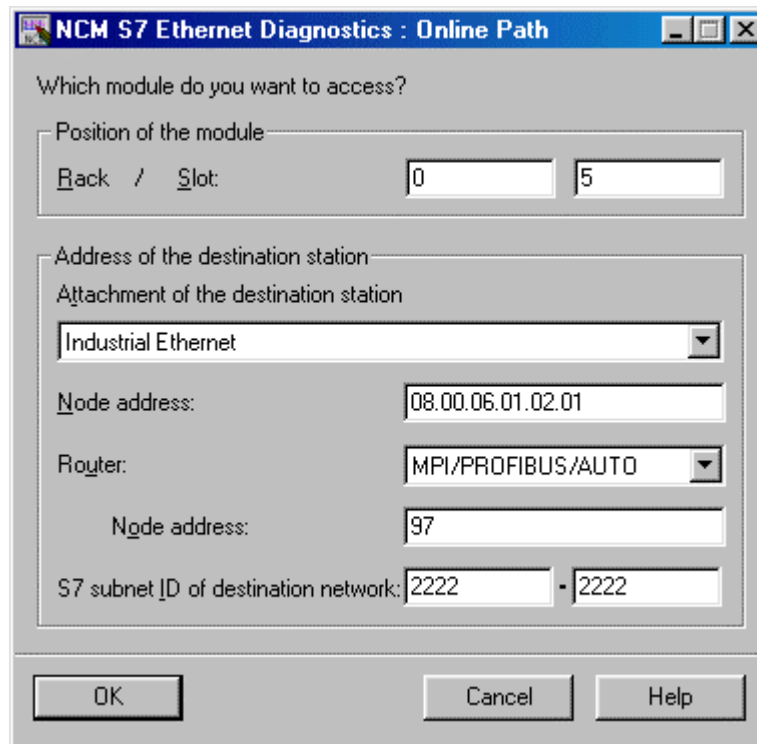 NCM S7 Ethernet Diagnostics : Online Path
Which module do you want to access?
Position of the module
Rack / Slot: 0 5
Address of the destination station
Attachment of the destination station
Industrial Ethernet
Node address: 08.00.06.01.02.01
Router: MPI/PROFIBUS/AUTO
Node address: 97
S7 subnet ID of destination network: 2222 - 2222
OK Cancel Help